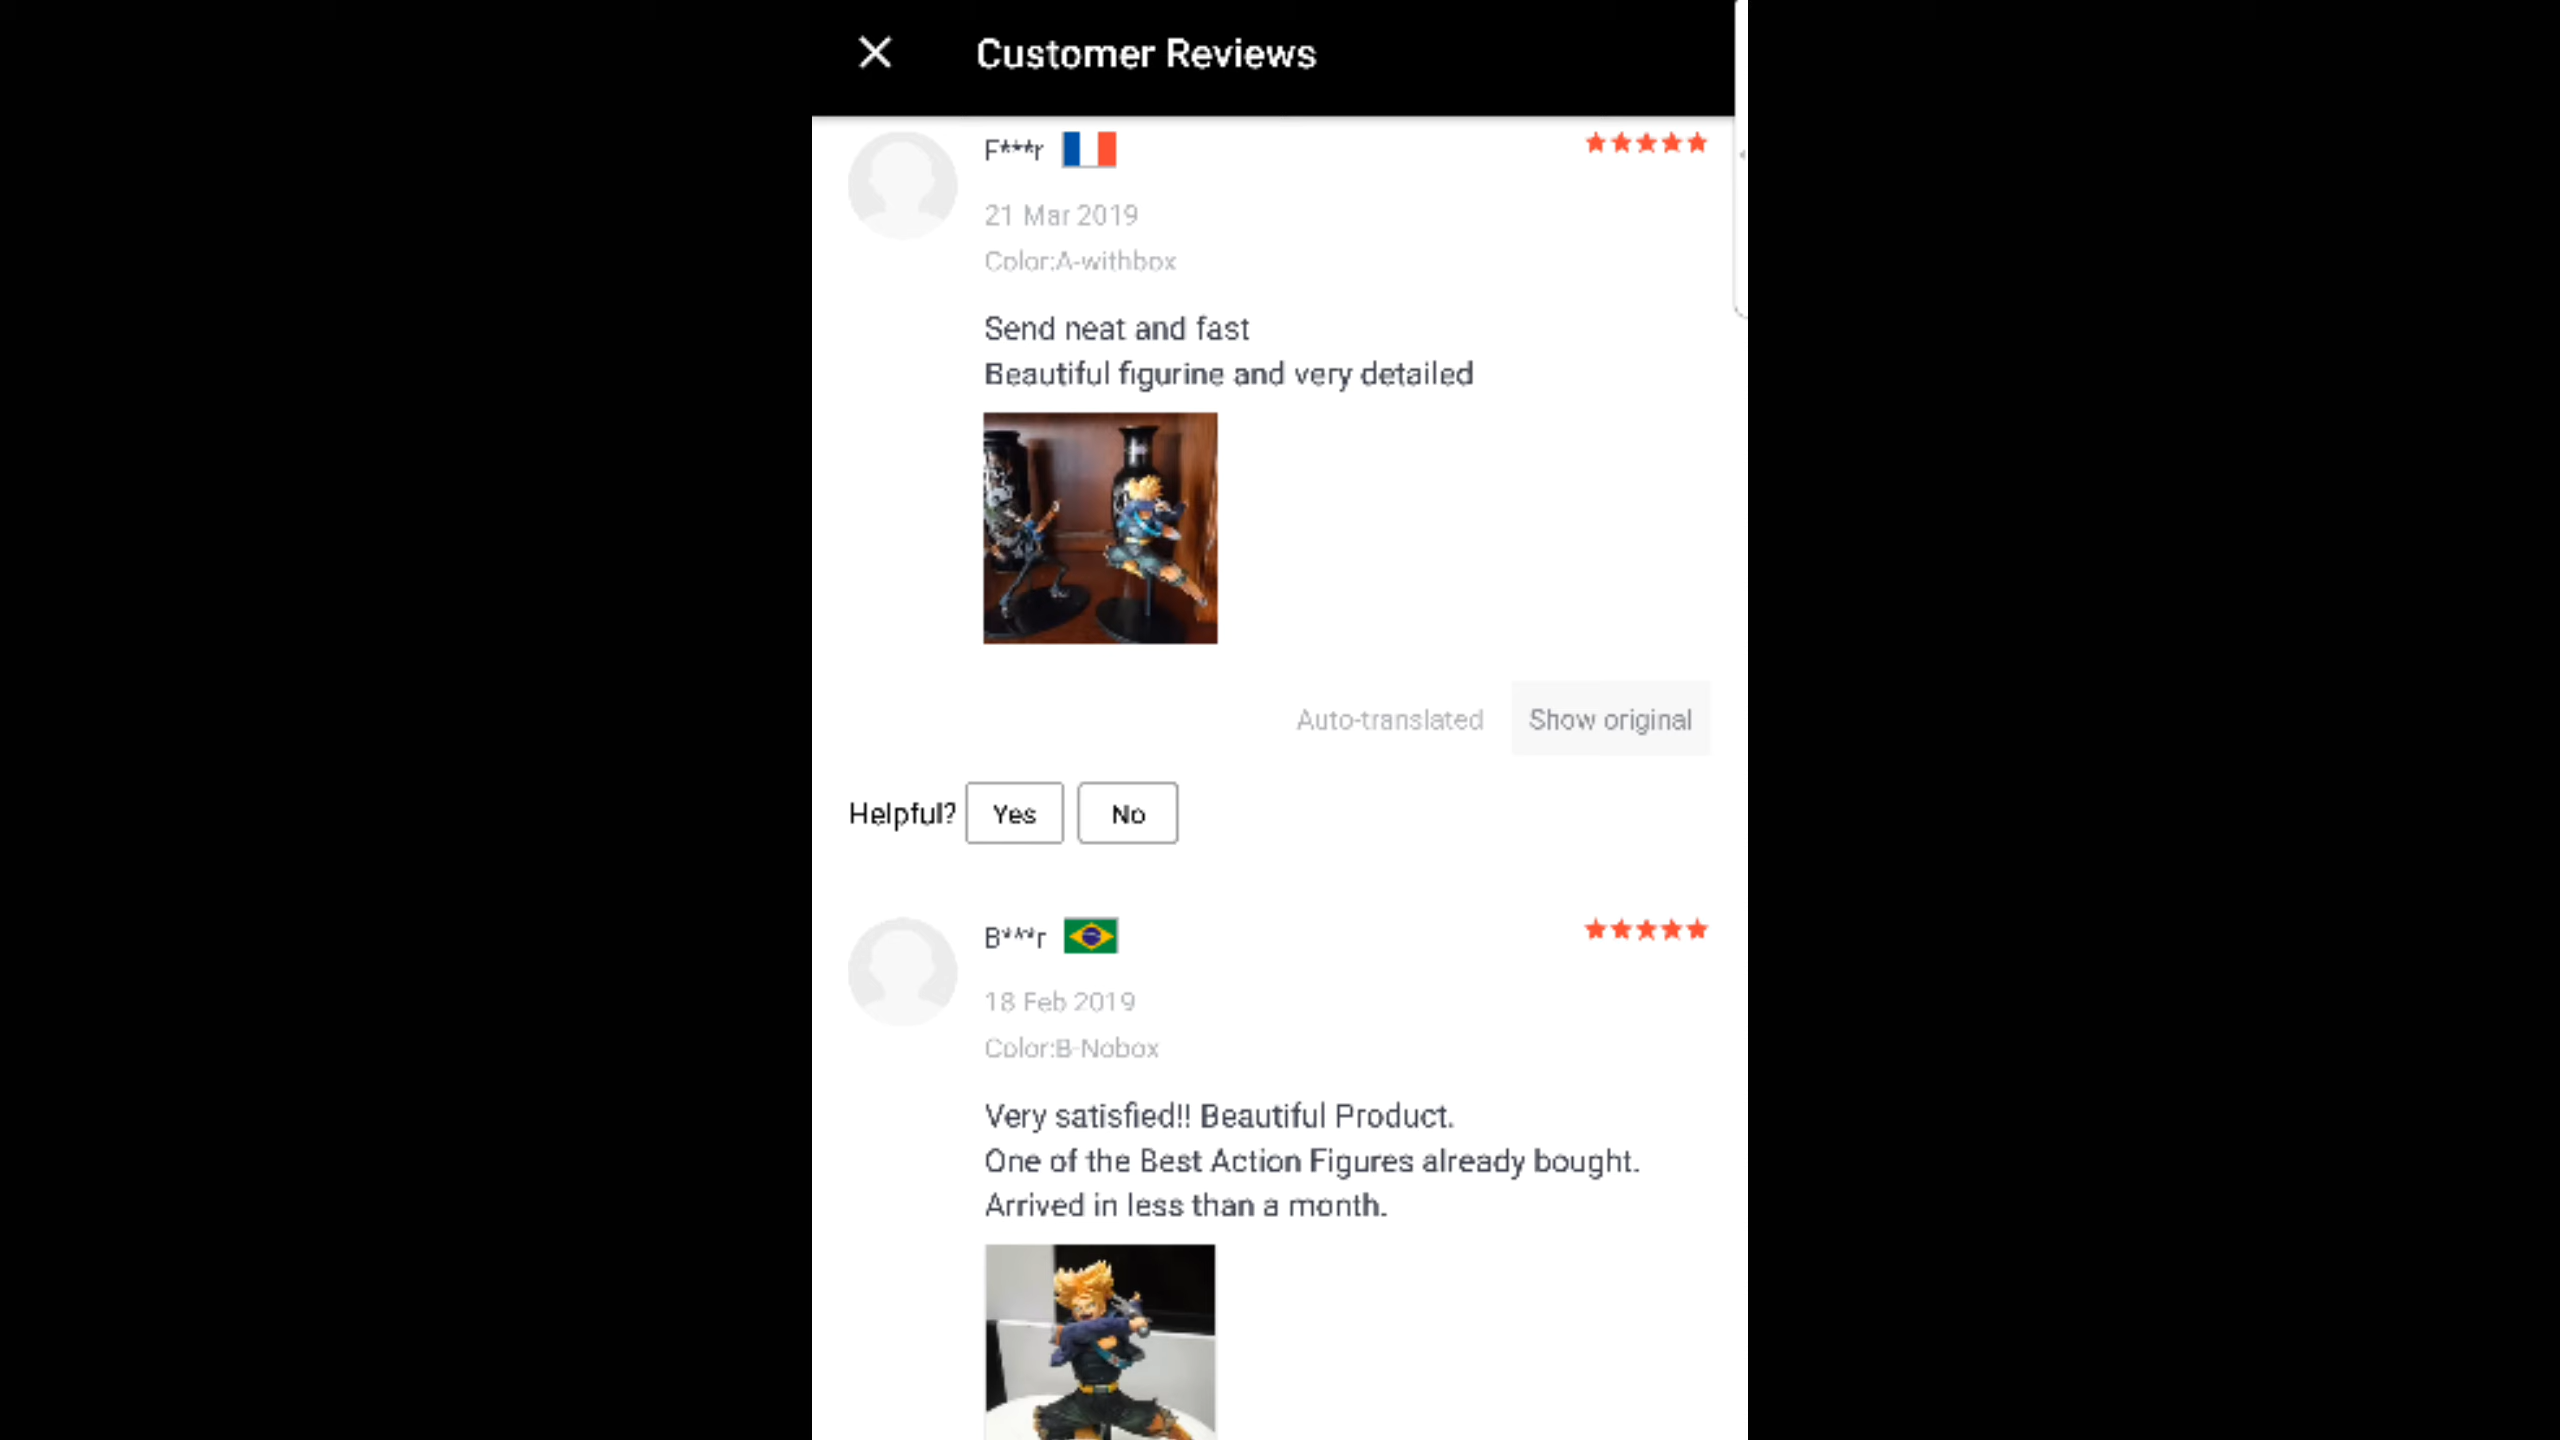 Customer Reviews
F***r
21 Mar 2019
Color:A-withbox
Send neat and fast
Beautiful figurine and very detailed
Auto-translated
Show original
Helpful?
Yes
No
B***r
18 Feb 2019
Color:B-Nobox
Very satisfied!! Beautiful Product.
One of the Best Action Figures already bought.
Arrived in less than a month.